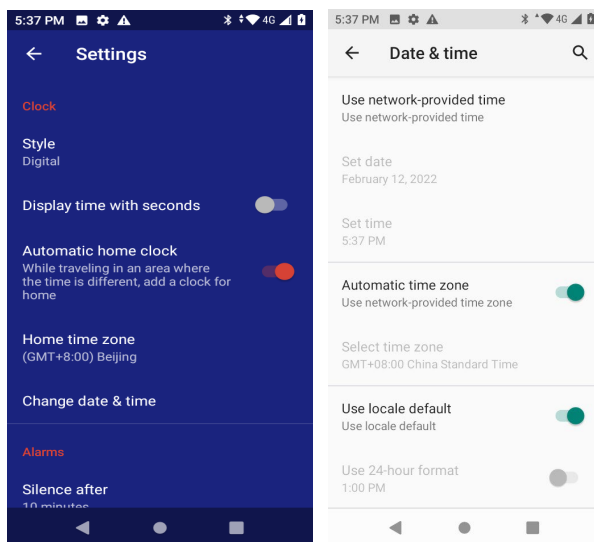 5:37 PM 4G
Settings
Clock
Style
Digital
Display time with seconds
Automatic home clock
While traveling in an area where
the time is different, add a clock for
home
Home time zone
(GMT+8:00) Beijing
Change date & time
Alarms
Silence after
10 minutes
5:37 PM 4G
Date & time
Use network-provided time
Use network-provided time
Set date
February 12, 2022
Set time
5:37 PM
Automatic time zone
Use network-provided time zone
Select time zone
GMT+08:00 China Standard Time
Use locale default
Use locale default
Use 24-hour format
1:00 PM